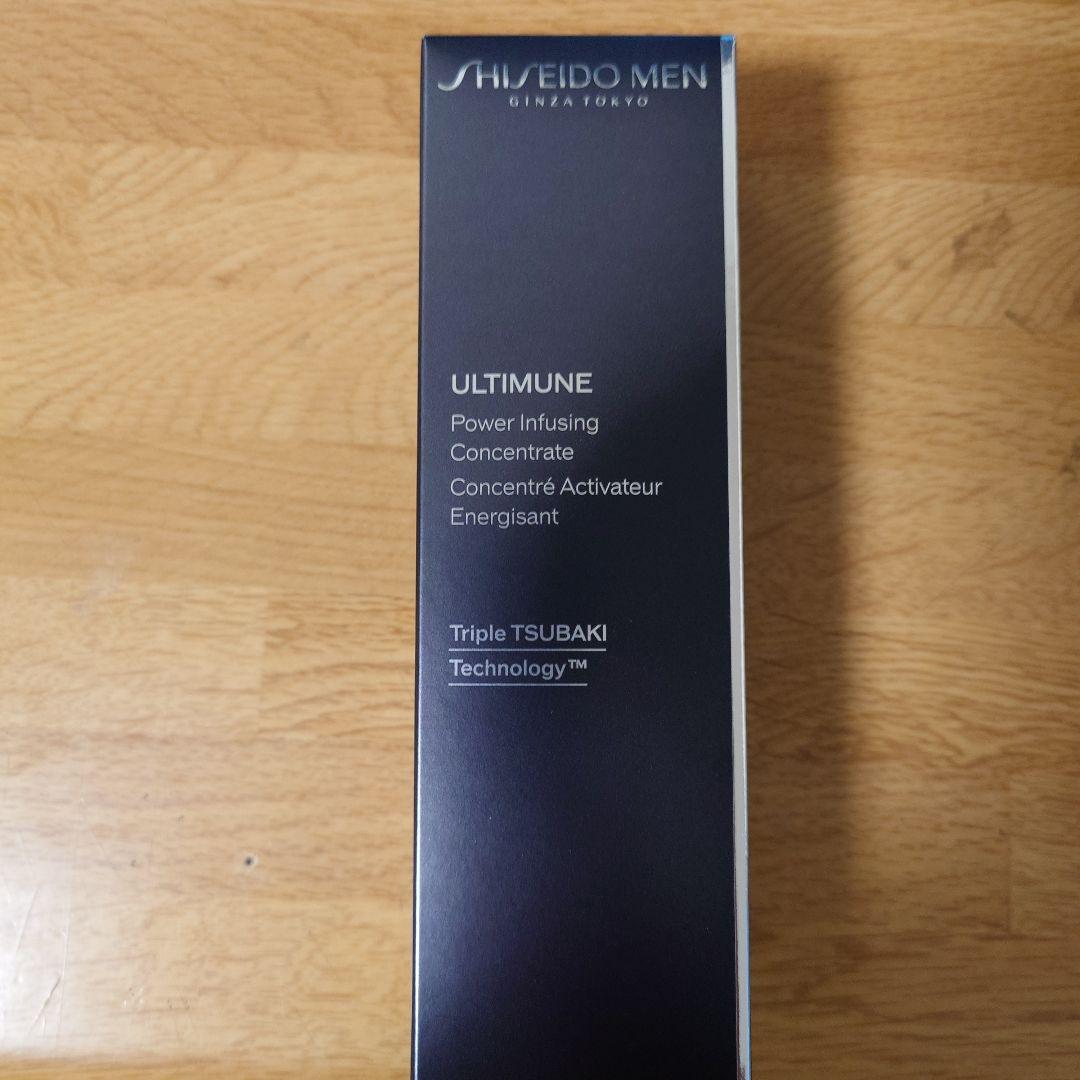 SHISEIDO MEN
GINZA TOKYO
ULTIMUNE
Power Infusing
Concentrate
Concentré Activateur
Energisant
Triple TSUBAKI
Technology™